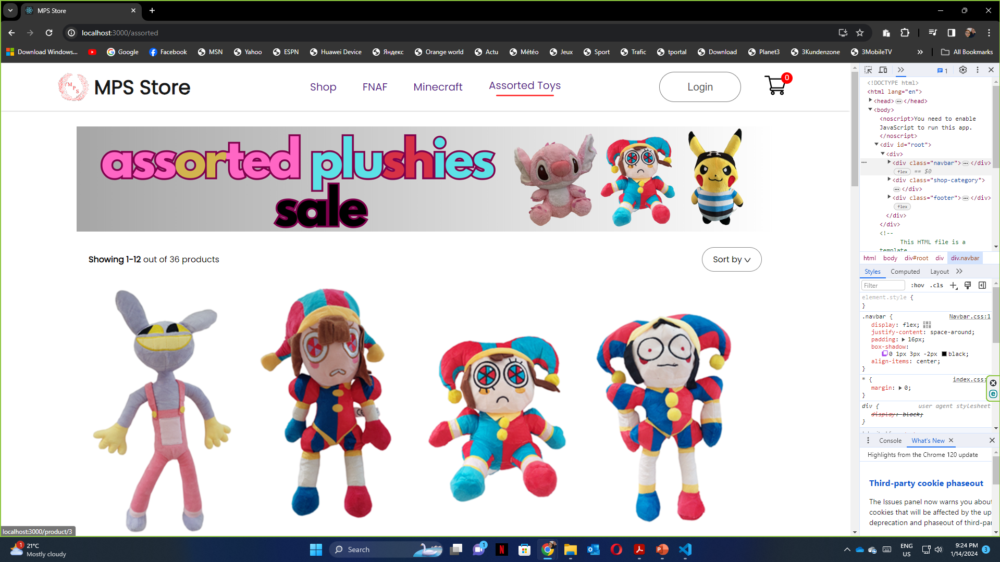 MPS Store
localhost:3000/assorted
Download Windows...
Google
Facebook
MSN
Yahoo
ESPN
Huawei Device
Яндекс
Orange world
Actu
Météo
Jeux
Sport
Trafic
tportal
Download
Planet3
3Kundenzone
3MobileTV
All Bookmarks
M P S
MPS Store
Shop
FNAF
Minecraft
Assorted Toys
Login
0
assorted plushies
sale
Showing 1-12 out of 36 products
Sort by
localhost:3000/product/3
1
<!DOCTYPE html>
<html lang="en">
<head> ... </head>
<body>
<noscript>You need to enable
JavaScript to run this app.
</noscript>
<div id="root">
<div>
<div class="navbar"> ... </div>
flex == $0
<div class="shop-category">
... </div>
<div class="footer"> ... </div>
flex
</div>
</div>
<!--
This HTML file is a
template
html body div#root div div.navbar
Styles Computed Layout
Filter :hov .cls
element.style {
}
.navbar { Navbar.css:1
display: flex;
justify-content: space-around;
padding: 16px;
box-shadow:
0 1px 3px -2px black;
align-items: center;
}
* { index.css:
margin: 0;
}
div { user agent stylesheet
display: block;
}
Console What's New
Highlights from the Chrome 120 update
Third-party cookie phaseout
The Issues panel now warns you about
cookies that will be affected by the up
deprecation and phaseout of third-par
1
21°C
Mostly cloudy
Search
1
ENG
US
9:24 PM
1/14/2024
3